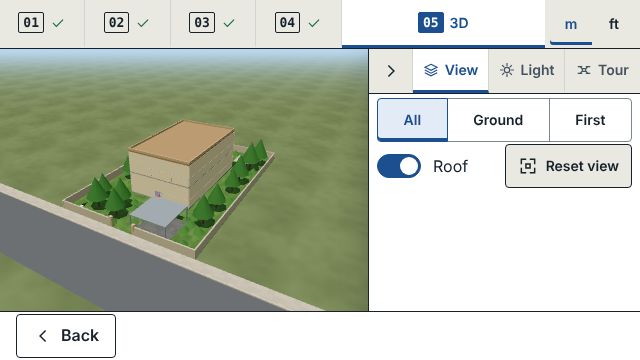 01 02 03 04 05 3D m ft
View Light Tour
All Ground First
Roof Reset view
Back